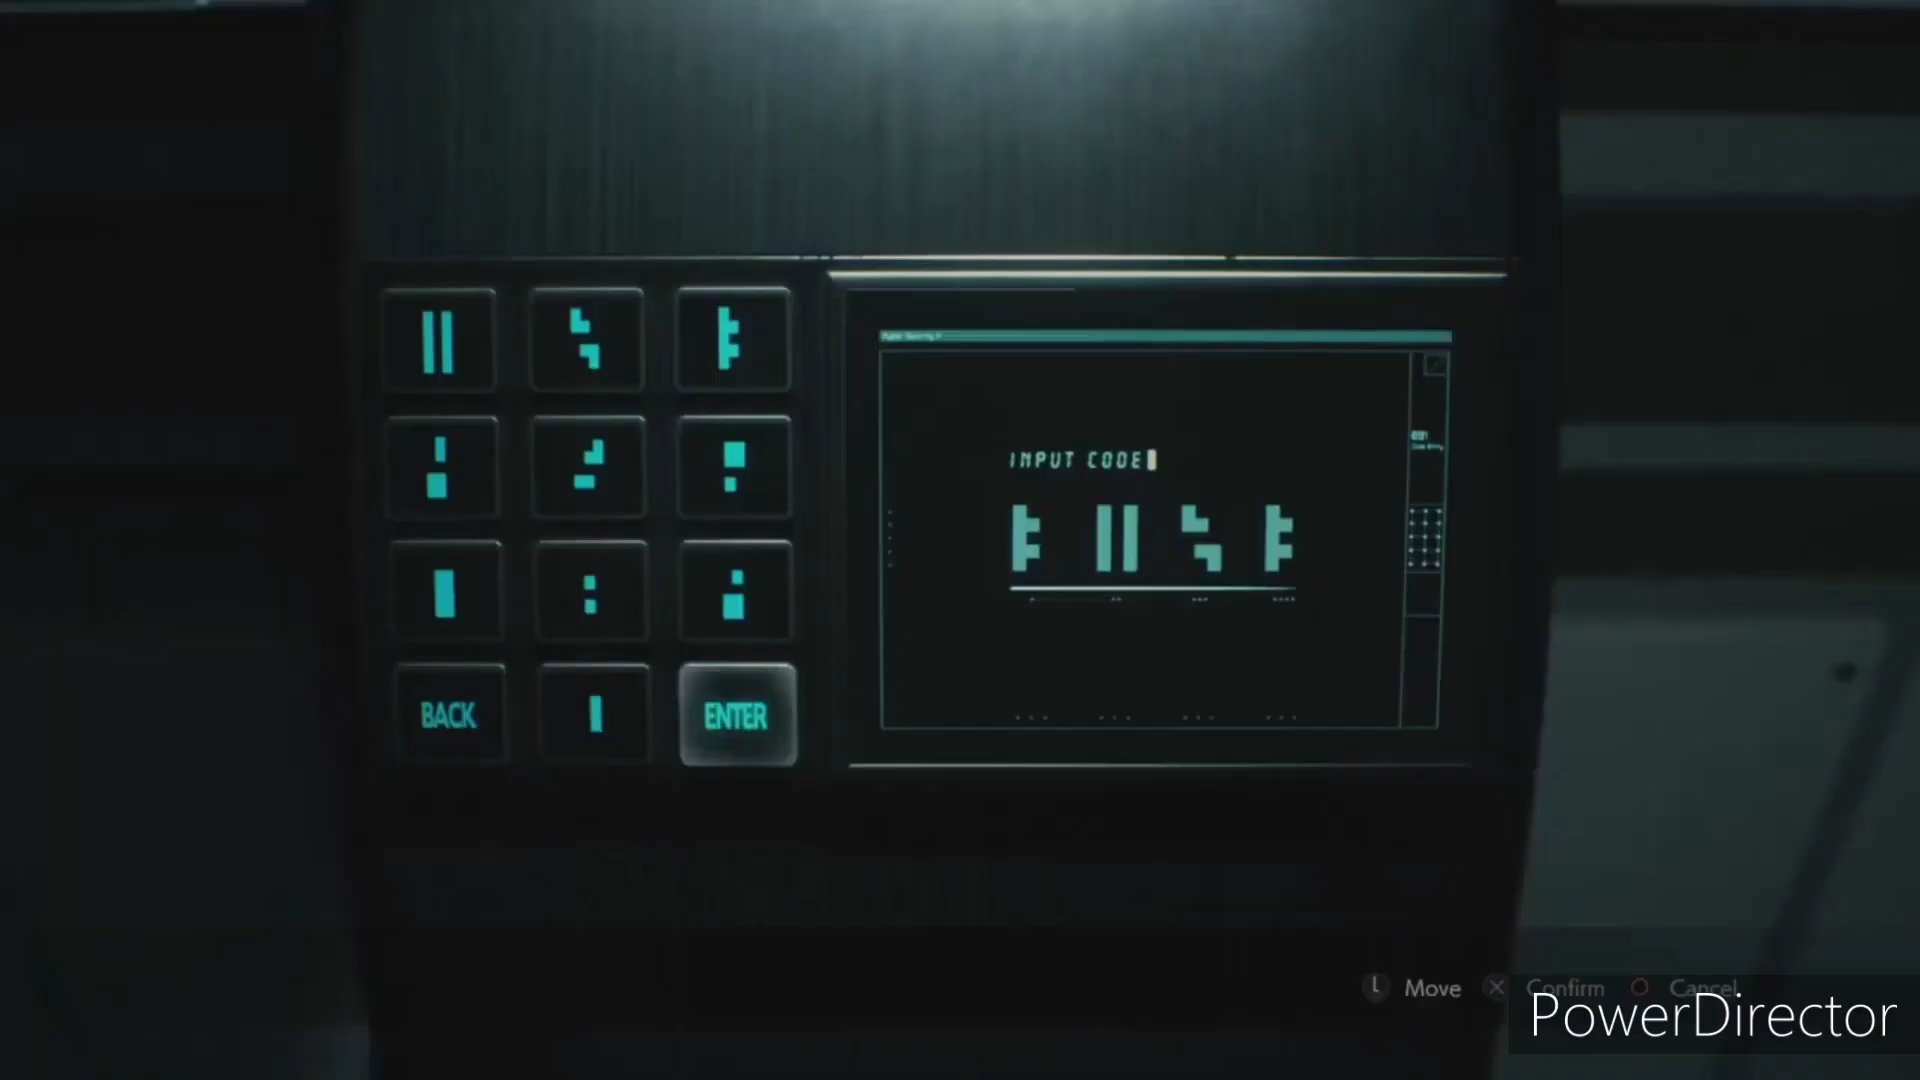 INPUT CODE
BACK
ENTER
L Move Confirm Cancel
PowerDirector